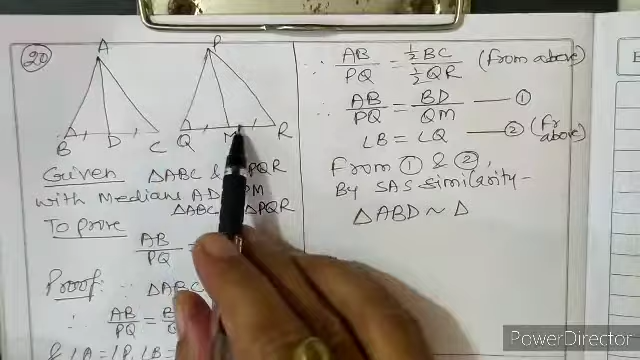 20
A
B D C
P
Q M R
Given △ABC & PQR
with Medians AD PM
△ABC △PQR
To prove
AB/PQ =
Proof: ∵ △ABC
∴ AB/PQ = B
& ∠A = ∠P, ∠B =
∵ AB/PQ = ½BC/½QR (From above)
∴ AB/PQ = BD/QM — ①
∠B = ∠Q — ② (Fr above)
From ① & ②,
By SAS similarity –
△ABD ~ △
PowerDirector